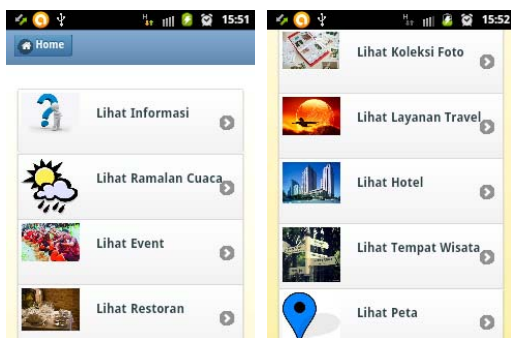 15:51
Home
Lihat Informasi
Lihat Ramalan Cuaca
Lihat Event
Lihat Restoran
15:52
Lihat Koleksi Foto
Lihat Layanan Travel
Lihat Hotel
Lihat Tempat Wisata
Lihat Peta